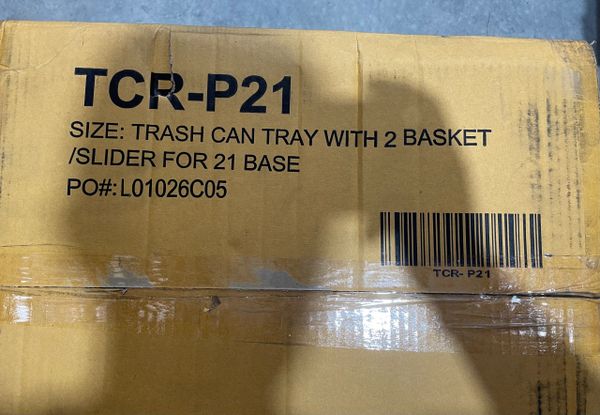 TCR-P21
SIZE: TRASH CAN TRAY WITH 2 BASKET
/SLIDER FOR 21 BASE
PO#: L01026C05
TCR- P21